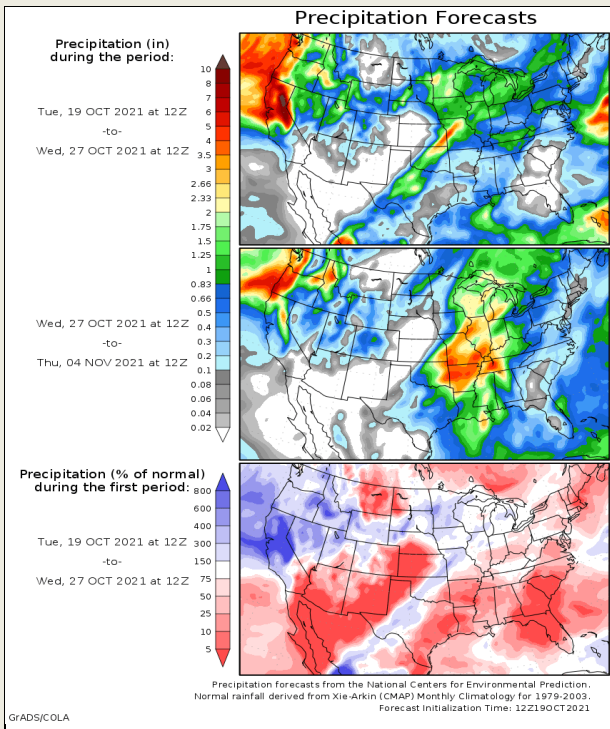 Precipitation Forecasts
Precipitation (in)
during the period:
Tue, 19 OCT 2021 at 12Z
-to-
Wed, 27 OCT 2021 at 12Z
10
8
7
6
5
4
3.5
3
2.66
2.33
2
1.75
1.5
1.25
1
0.83
0.66
0.5
0.4
0.3
0.2
0.1
0.08
0.06
0.04
0.02
Wed, 27 OCT 2021 at 12Z
-to-
Thu, 04 NOV 2021 at 12Z
Precipitation (% of normal)
during the first period:
Tue, 19 OCT 2021 at 12Z
-to-
Wed, 27 OCT 2021 at 12Z
800
600
400
300
150
75
50
25
10
5
Precipitation forecasts from the National Centers for Environmental Prediction.
Normal rainfall derived from Xie-Arkin (CMAP) Monthly Climatology for 1979-2003.
Forecast Initialization Time: 12Z19OCT2021
GrADS/COLA